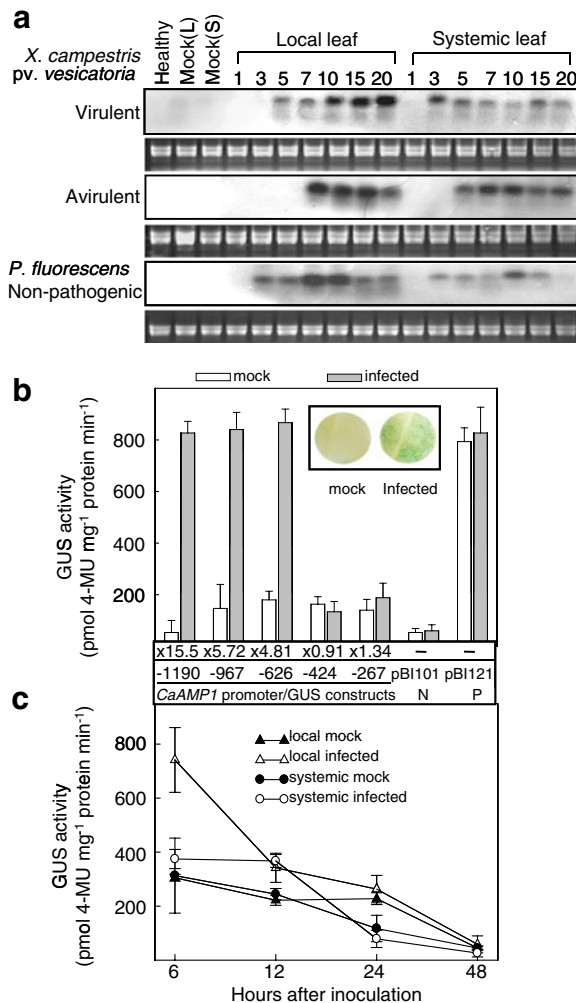 a
X. campestris
pv. vesicatoria
Healthy
Mock(L)
Mock(S)
Local leaf
Systemic leaf
1 3 5 7 10 15 20 1 3 5 7 10 15 20
Virulent
Avirulent
P. fluorescens
Non-pathogenic
b
mock infected
GUS activity
(pmol 4-MU mg-1 protein min-1)
800
600
400
200
mock Infected
x15.5 x5.72 x4.81 x0.91 x1.34 – –
-1190 -967 -626 -424 -267 pBI101 pBI121
CaAMP1 promoter/GUS constructs N P
c
GUS activity
(pmol 4-MU mg-1 protein min-1)
800
600
400
200
local mock
local infected
systemic mock
systemic infected
6 12 24 48
Hours after inoculation